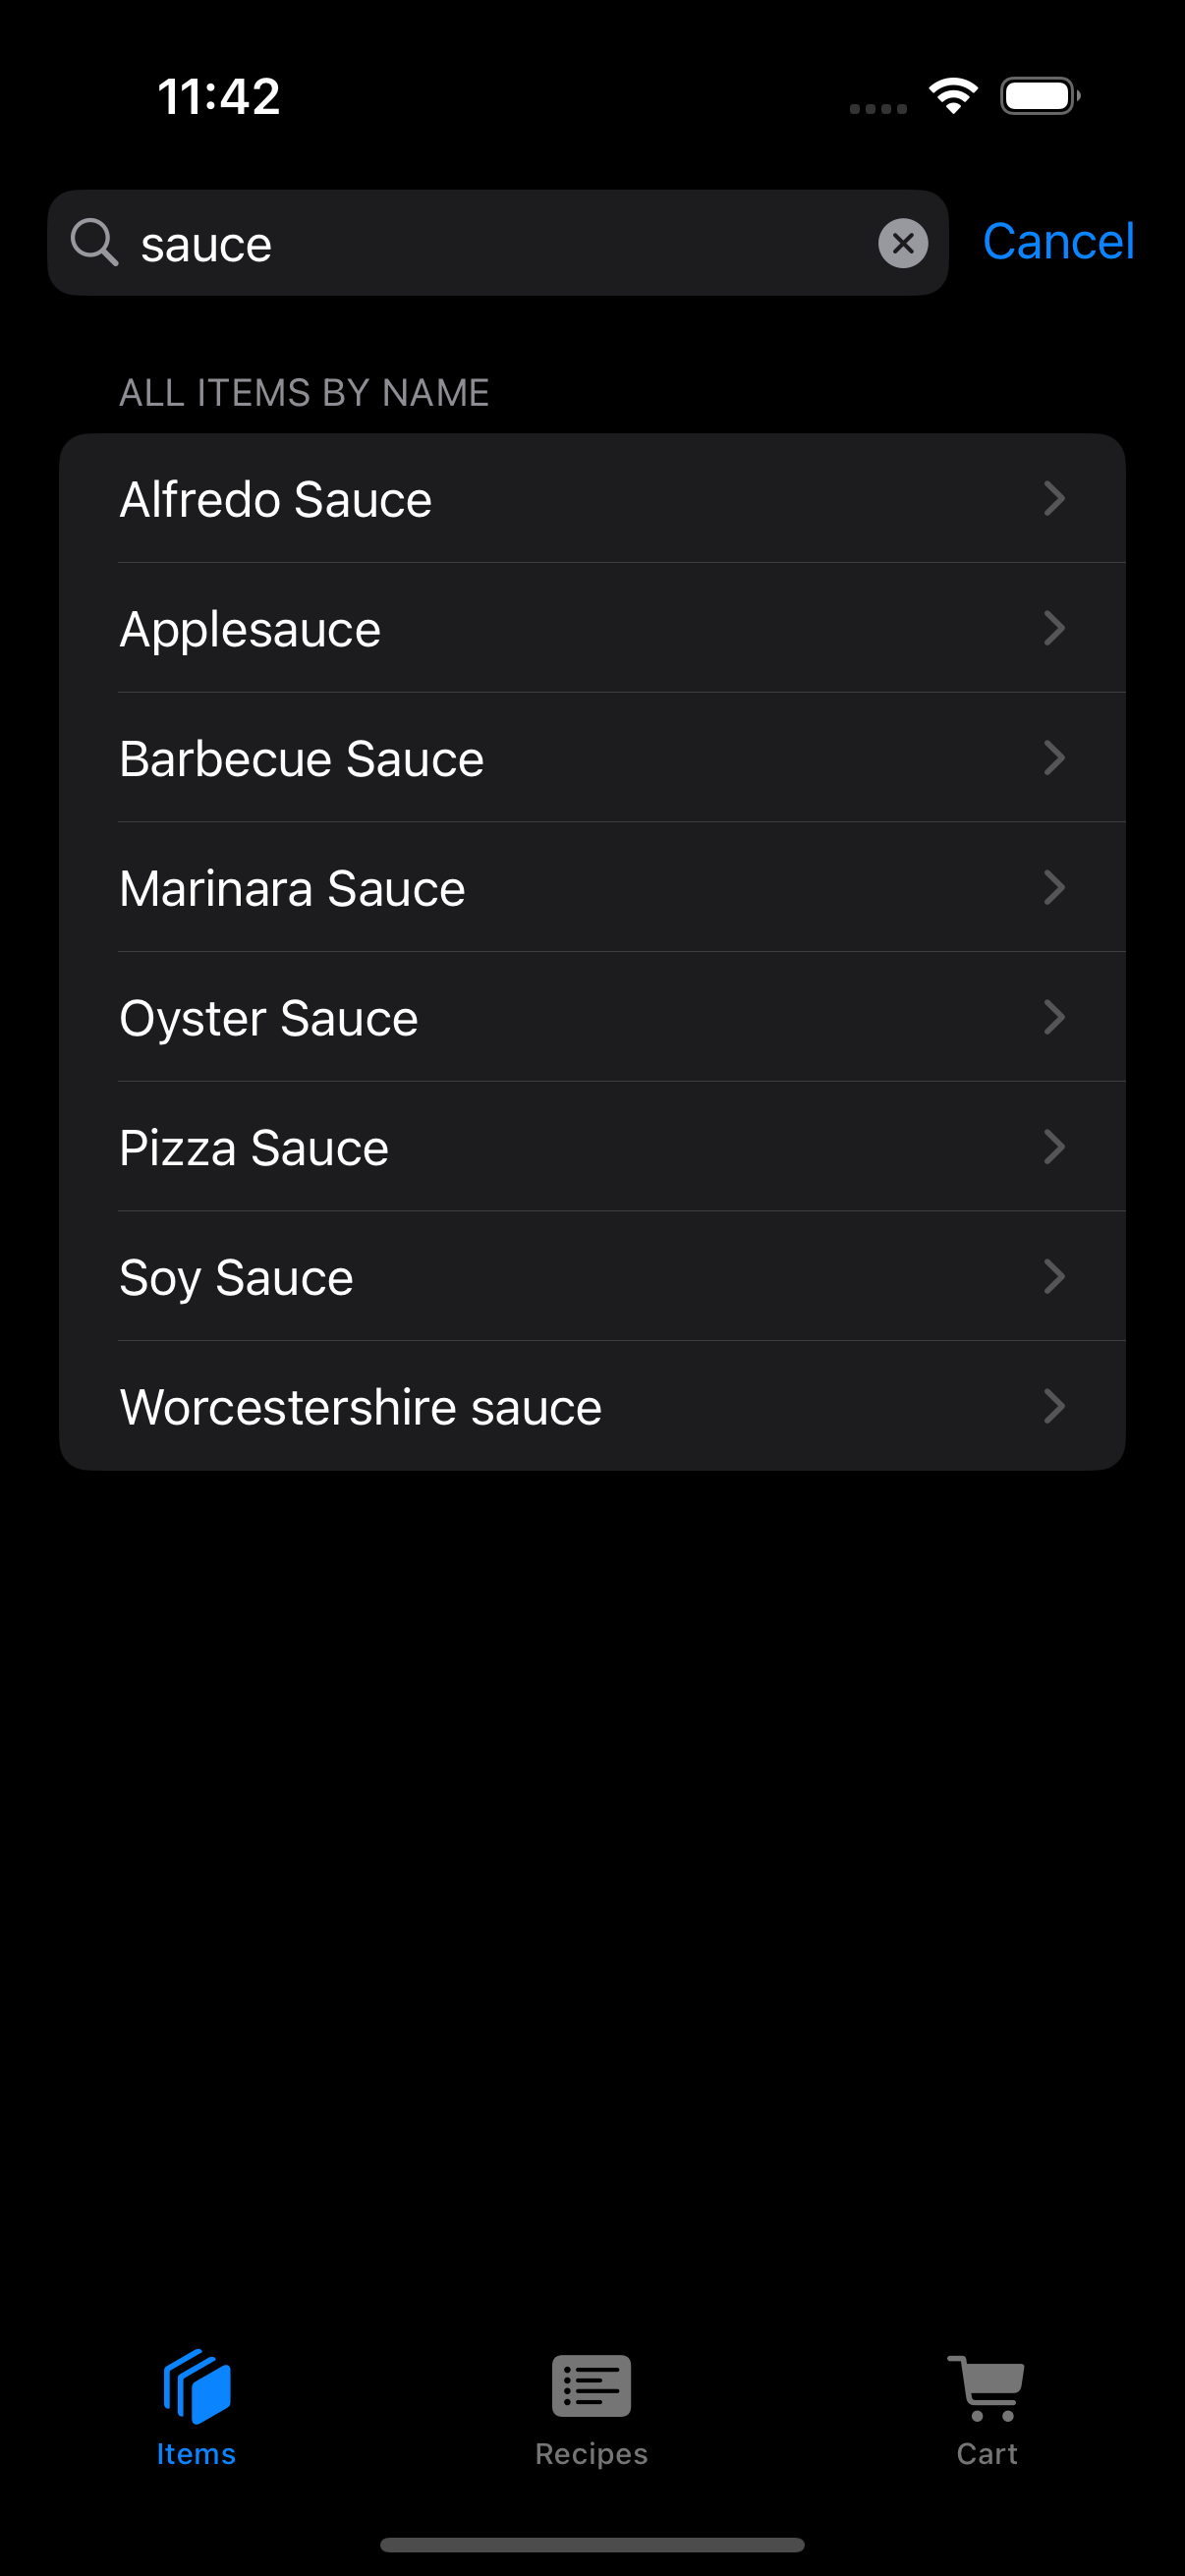 11:42
sauce
Cancel
ALL ITEMS BY NAME
Alfredo Sauce
Applesauce
Barbecue Sauce
Marinara Sauce
Oyster Sauce
Pizza Sauce
Soy Sauce
Worcestershire sauce
Items
Recipes
Cart